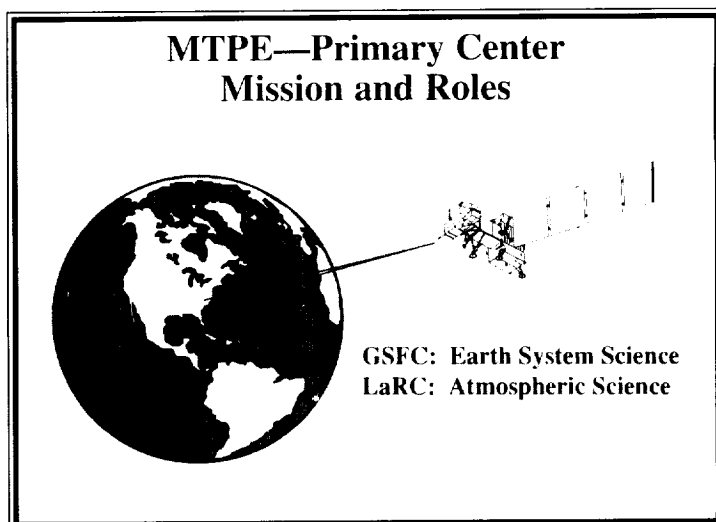 MTPE—Primary Center
Mission and Roles
GSFC: Earth System Science
LaRC: Atmospheric Science